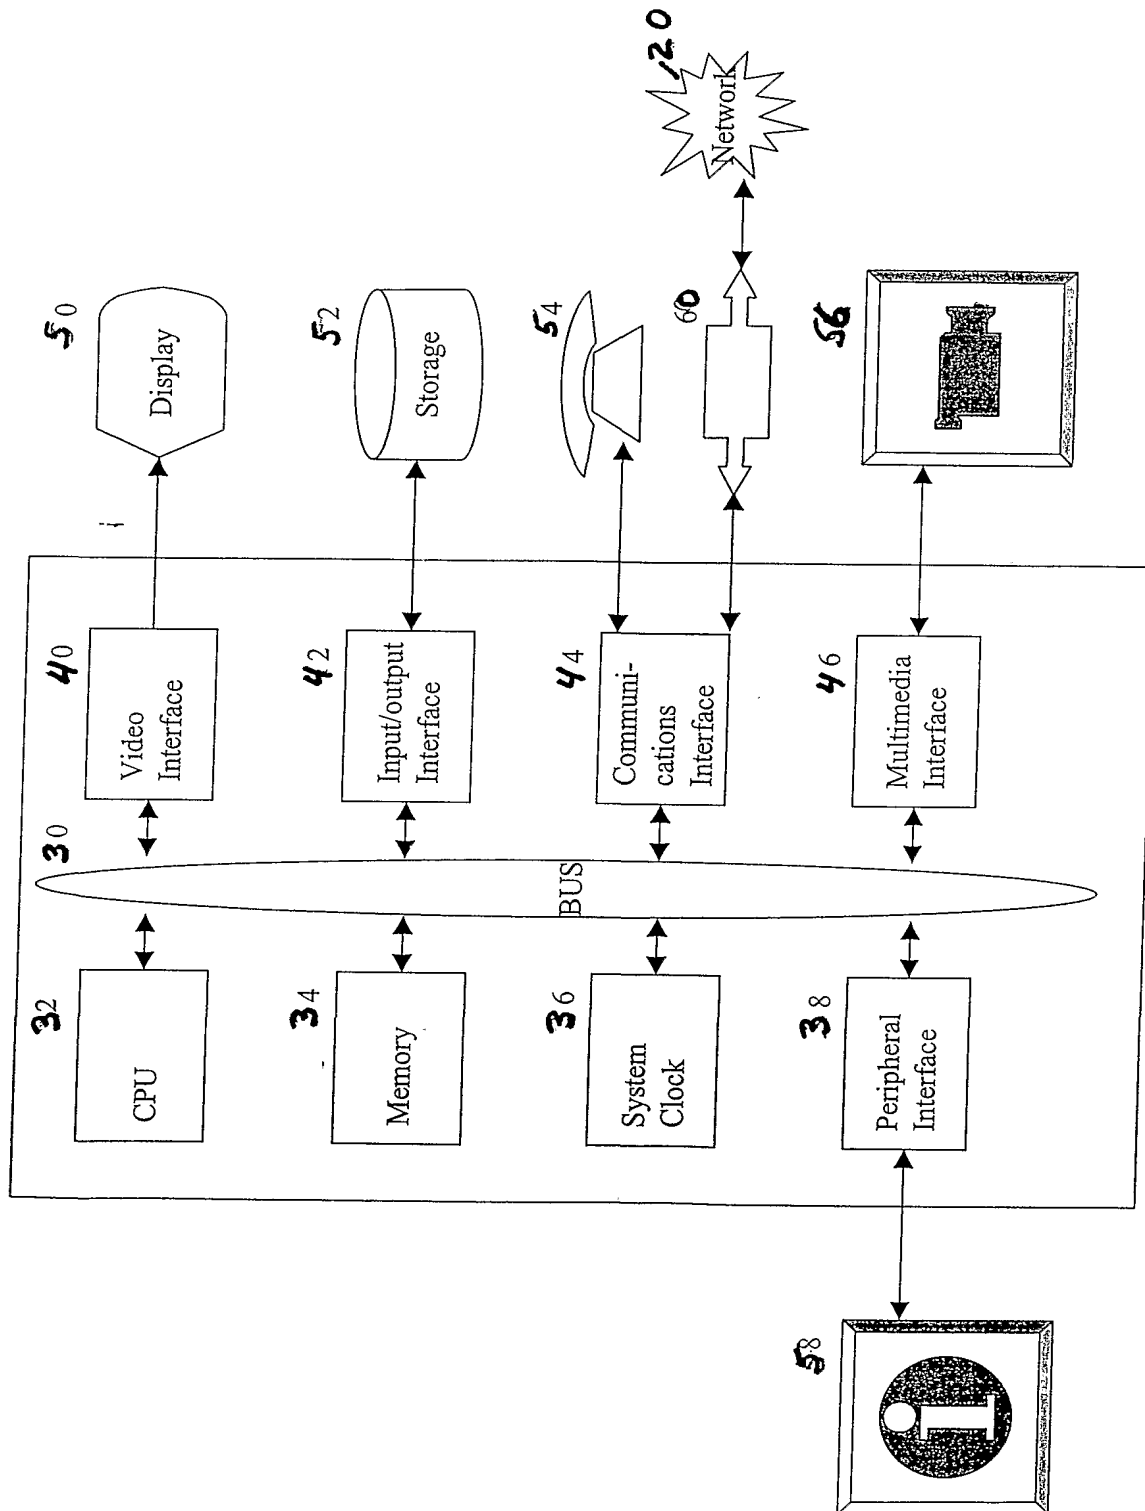 32
CPU
34
Memory
36
System
Clock
38
Peripheral
Interface
58
i
30
BUS
40
Video
Interface
42
Input/output
Interface
44
Communi-
cations
Interface
46
Multimedia
Interface
50
Display
52
Storage
54
60
56
120
Network